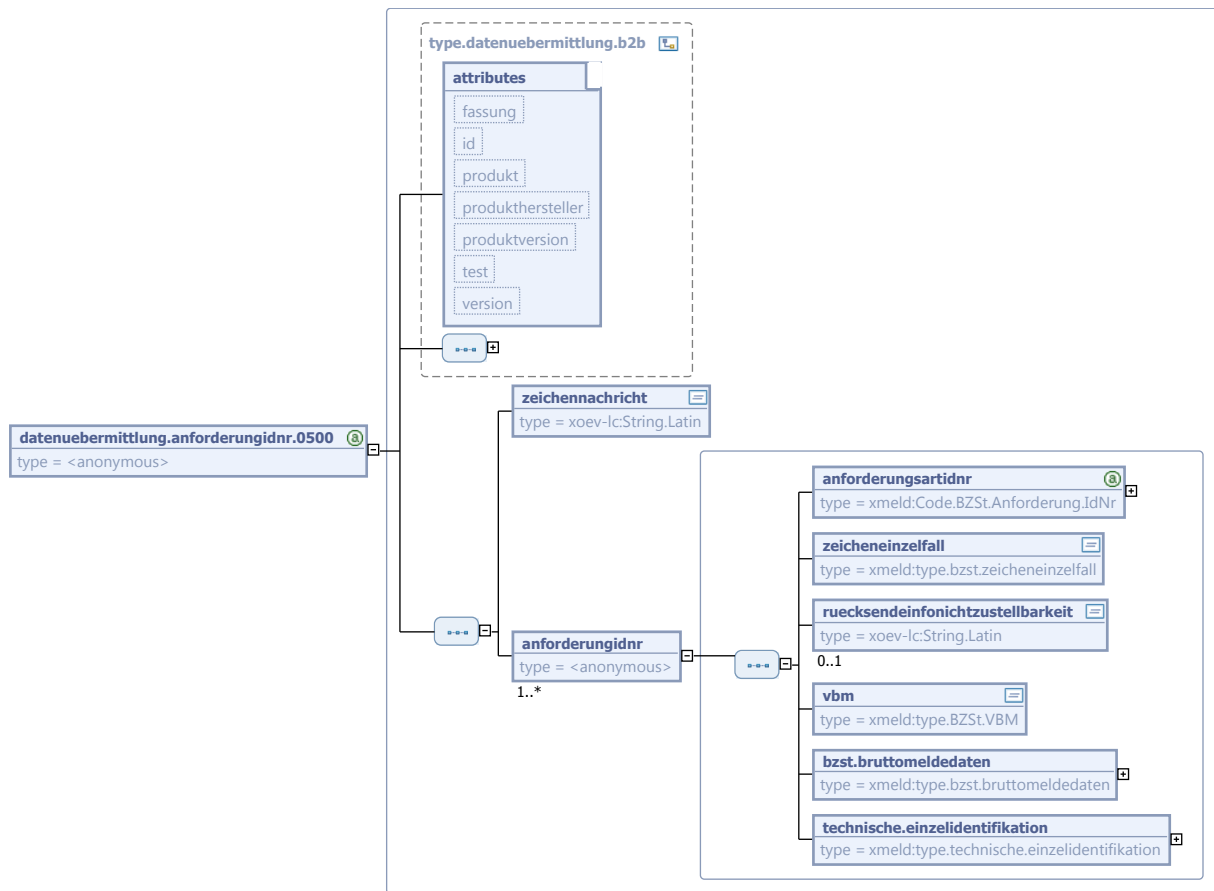 type.datenuebermittlung.b2b
attributes
fassung
id
produkt
produkthersteller
produktversion
test
version
zeichennachricht
type = xoev-lc:String.Latin
datenuebermittlung.anforderungidnr.0500
type = <anonymous>
anforderungsartidnr
type = xmeld:Code.BZSt.Anforderung.IdNr
zeicheneinzelfall
type = xmeld:type.bzst.zeicheneinzelfall
ruecksendeinfonichtzustellbarkeit
type = xoev-lc:String.Latin
0..1
anforderungidnr
type = <anonymous>
1..*
vbm
type = xmeld:type.BZSt.VBM
bzst.bruttomeldedaten
type = xmeld:type.bzst.bruttomeldedaten
technische.einzelidentifikation
type = xmeld:type.technische.einzelidentifikation